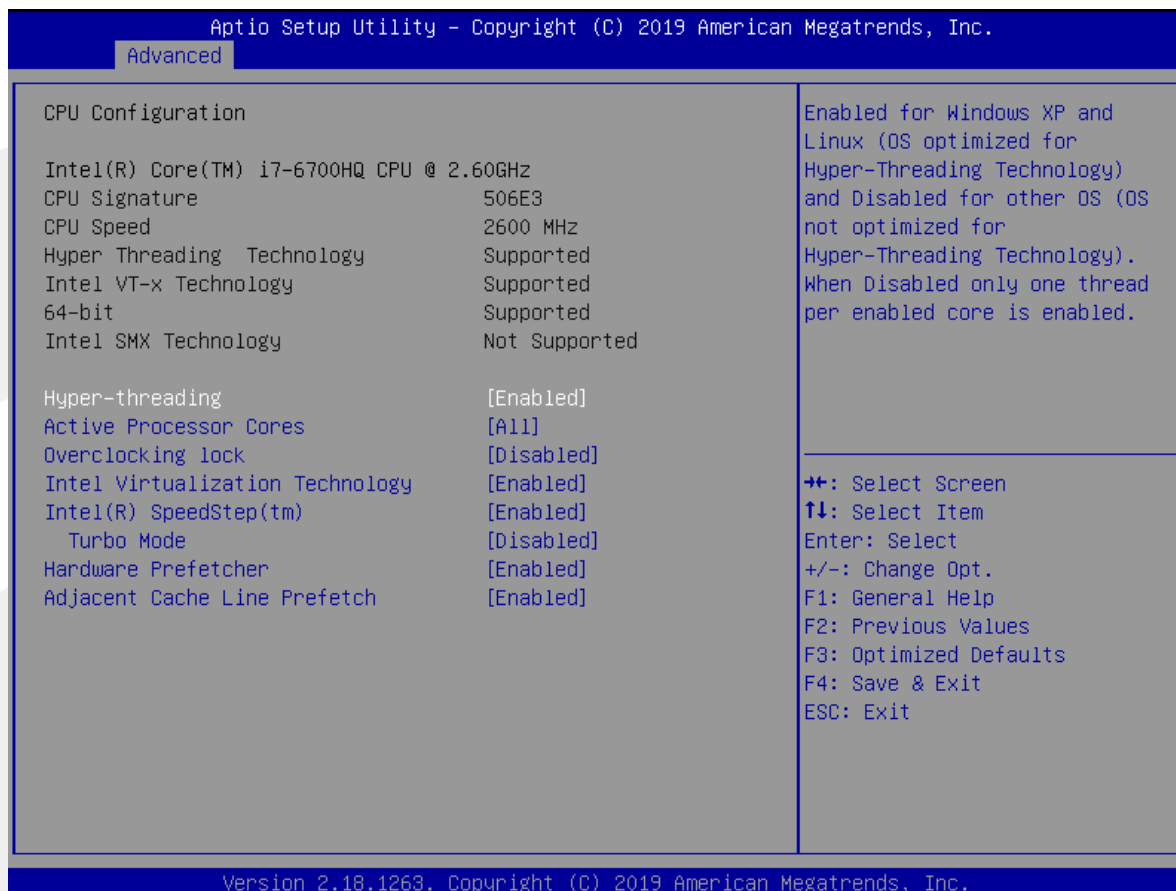 Aptio Setup Utility – Copyright (C) 2019 American Megatrends, Inc.
Advanced
CPU Configuration
Intel(R) Core(TM) i7-6700HQ CPU @ 2.60GHz
CPU Signature 506E3
CPU Speed 2600 MHz
Hyper Threading Technology Supported
Intel VT-x Technology Supported
64-bit Supported
Intel SMX Technology Not Supported
Hyper-threading [Enabled]
Active Processor Cores [All]
Overclocking lock [Disabled]
Intel Virtualization Technology [Enabled]
Intel(R) SpeedStep(tm) [Enabled]
Turbo Mode [Disabled]
Hardware Prefetcher [Enabled]
Adjacent Cache Line Prefetch [Enabled]
Enabled for Windows XP and
Linux (OS optimized for
Hyper-Threading Technology)
and Disabled for other OS (OS
not optimized for
Hyper-Threading Technology).
When Disabled only one thread
per enabled core is enabled.
→←: Select Screen
↑↓: Select Item
Enter: Select
+/-: Change Opt.
F1: General Help
F2: Previous Values
F3: Optimized Defaults
F4: Save & Exit
ESC: Exit
Version 2.18.1263. Copyright (C) 2019 American Megatrends, Inc.